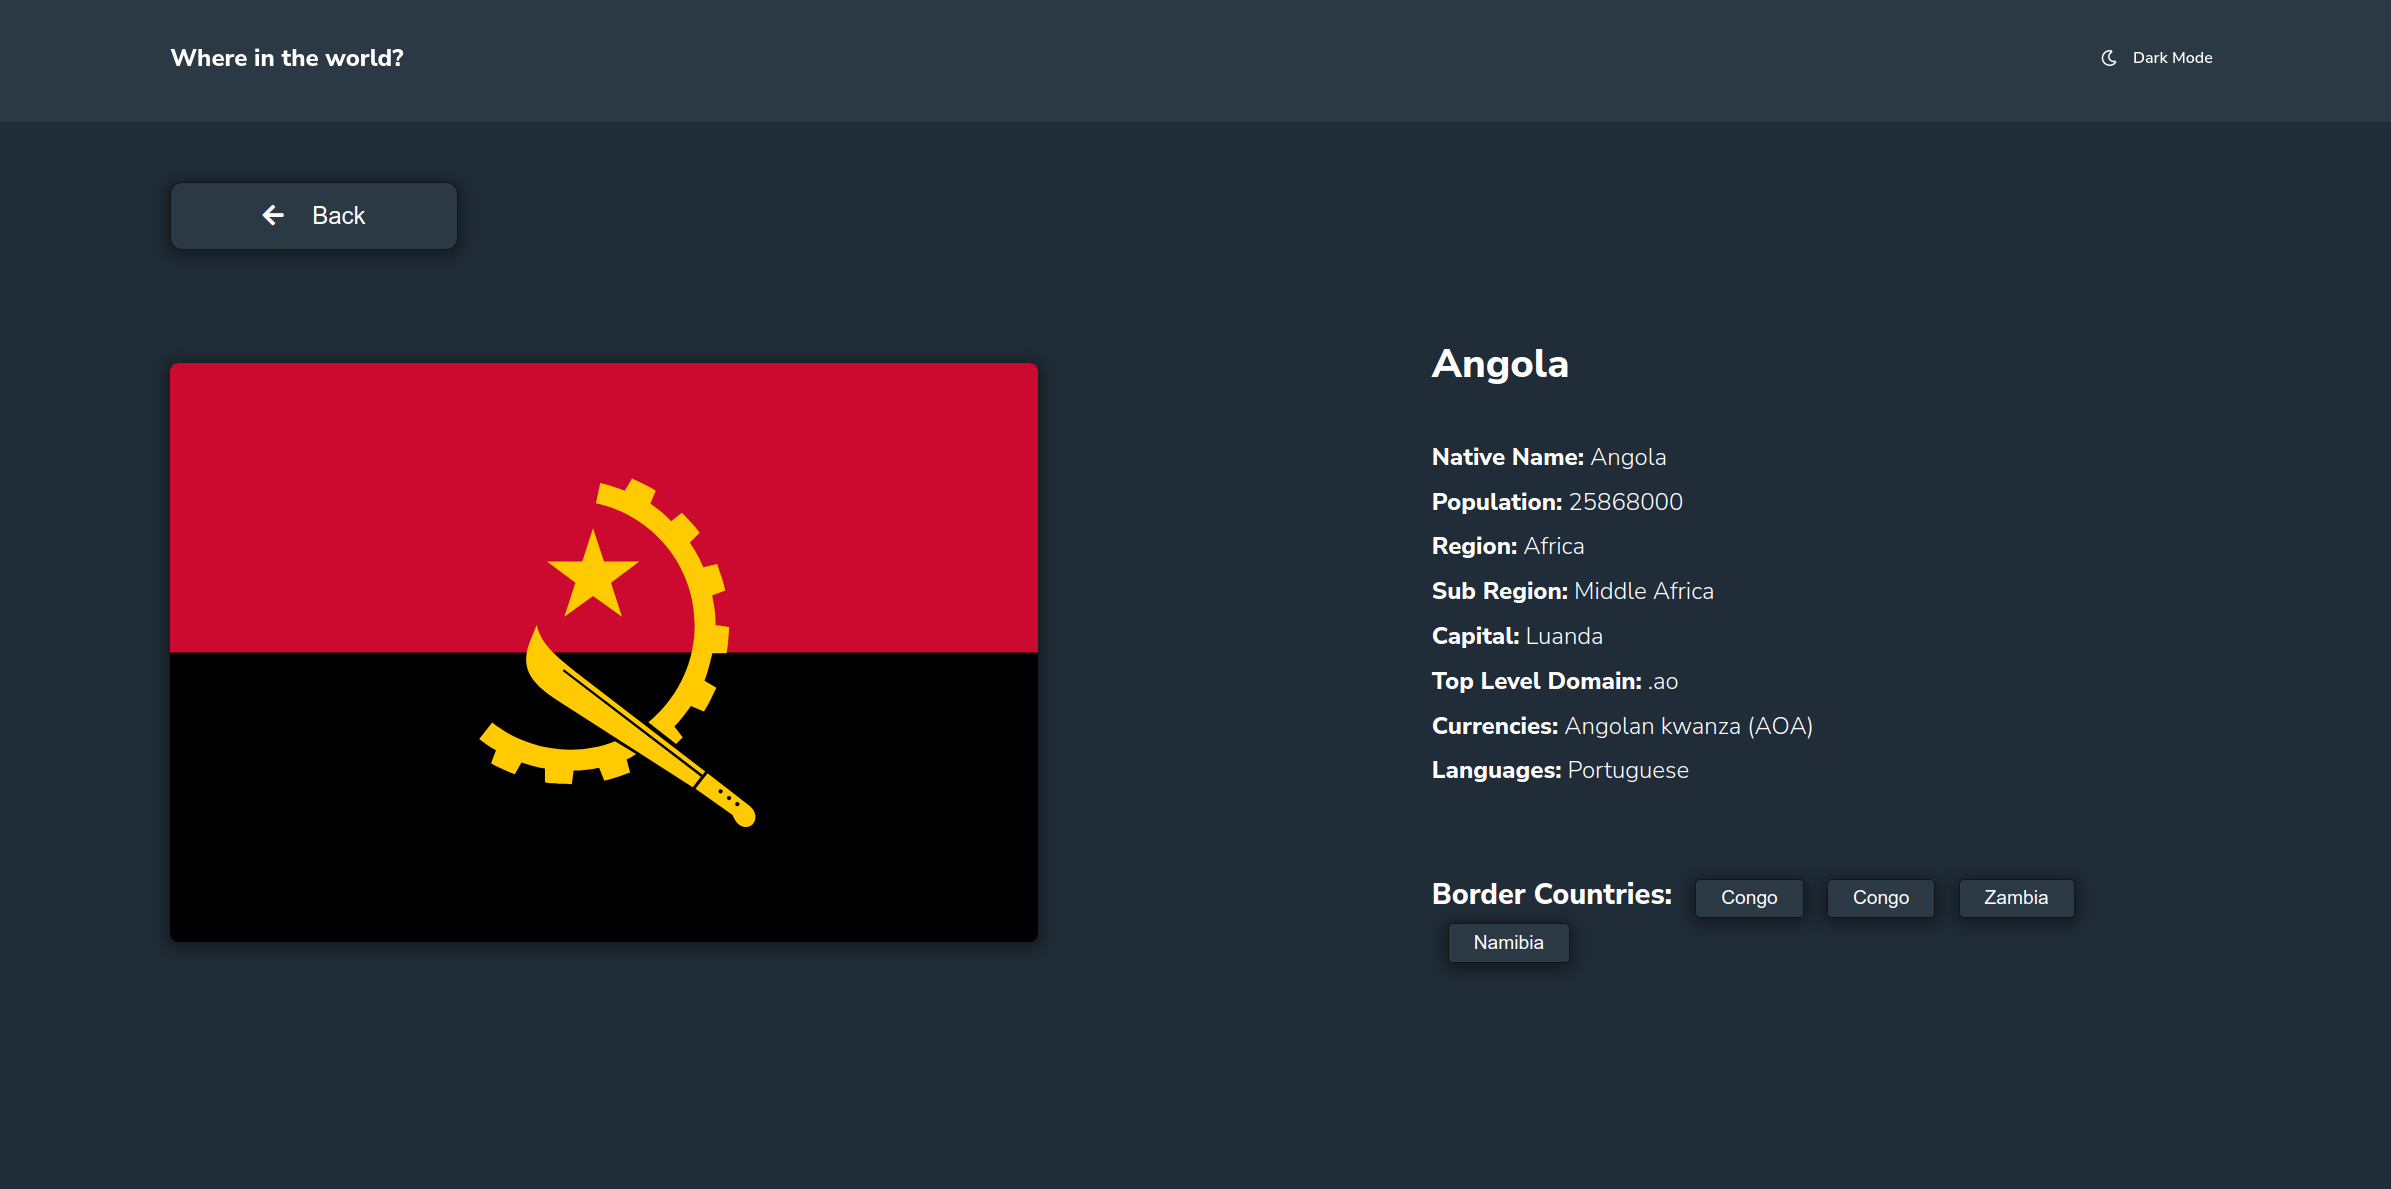 Where in the world?
Dark Mode
Back
Angola
Native Name: Angola
Population: 25868000
Region: Africa
Sub Region: Middle Africa
Capital: Luanda
Top Level Domain: .ao
Currencies: Angolan kwanza (AOA)
Languages: Portuguese
Border Countries: Congo Congo Zambia
Namibia